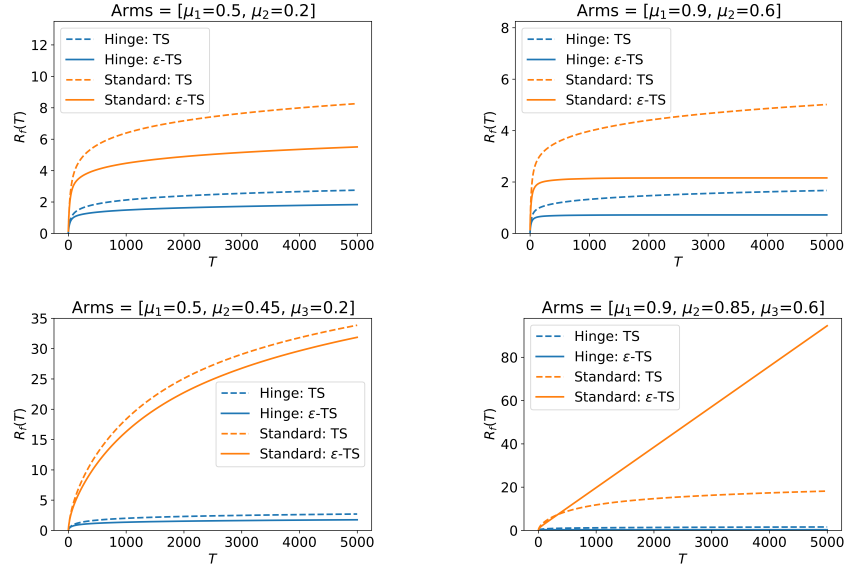 Arms = [μ₁=0.5, μ₂=0.2]
12
10
8
6
4
2
0
R_f(T)
Hinge: TS
Hinge: ε-TS
Standard: TS
Standard: ε-TS
0 1000 2000 3000 4000 5000
T
Arms = [μ₁=0.9, μ₂=0.6]
8
6
4
2
0
R_f(T)
Hinge: TS
Hinge: ε-TS
Standard: TS
Standard: ε-TS
0 1000 2000 3000 4000 5000
T
Arms = [μ₁=0.5, μ₂=0.45, μ₃=0.2]
35
30
25
20
15
10
5
0
R_f(T)
Hinge: TS
Hinge: ε-TS
Standard: TS
Standard: ε-TS
0 1000 2000 3000 4000 5000
T
Arms = [μ₁=0.9, μ₂=0.85, μ₃=0.6]
80
60
40
20
0
R_f(T)
Hinge: TS
Hinge: ε-TS
Standard: TS
Standard: ε-TS
0 1000 2000 3000 4000 5000
T